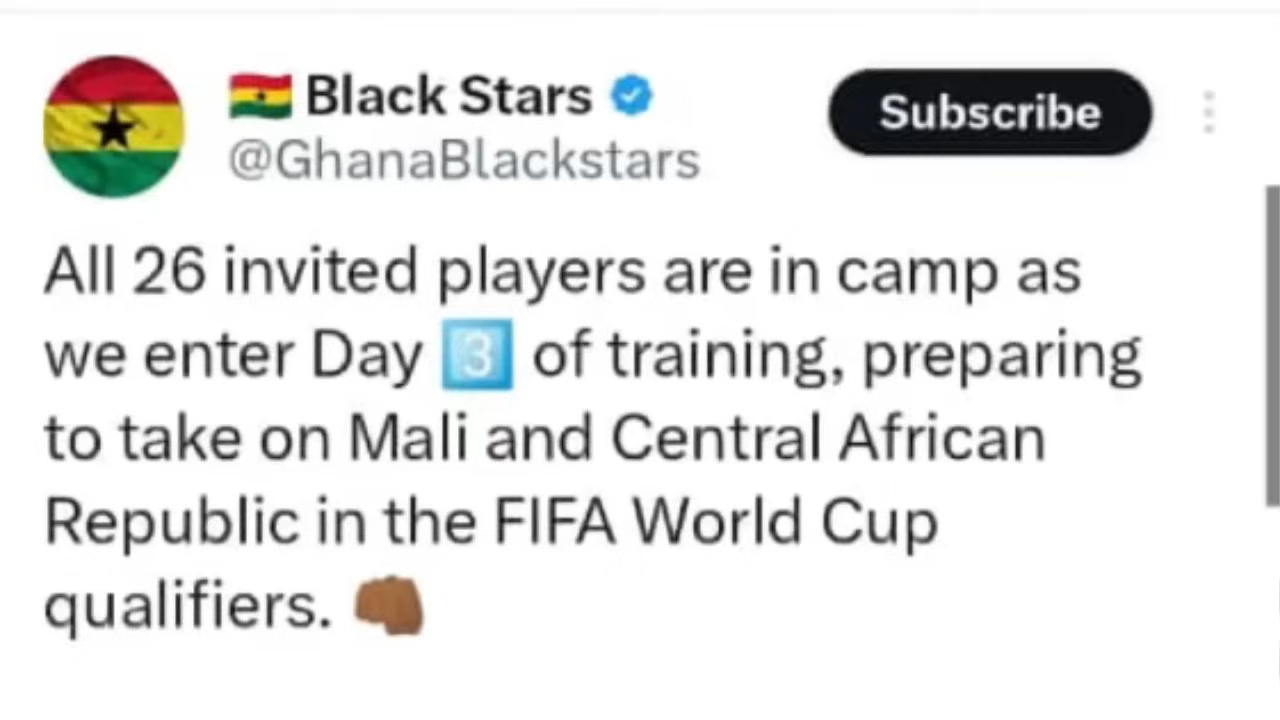 🇬🇭 Black Stars
@GhanaBlackstars
Subscribe
All 26 invited players are in camp as
we enter Day 3️⃣ of training, preparing
to take on Mali and Central African
Republic in the FIFA World Cup
qualifiers. 👊🏾